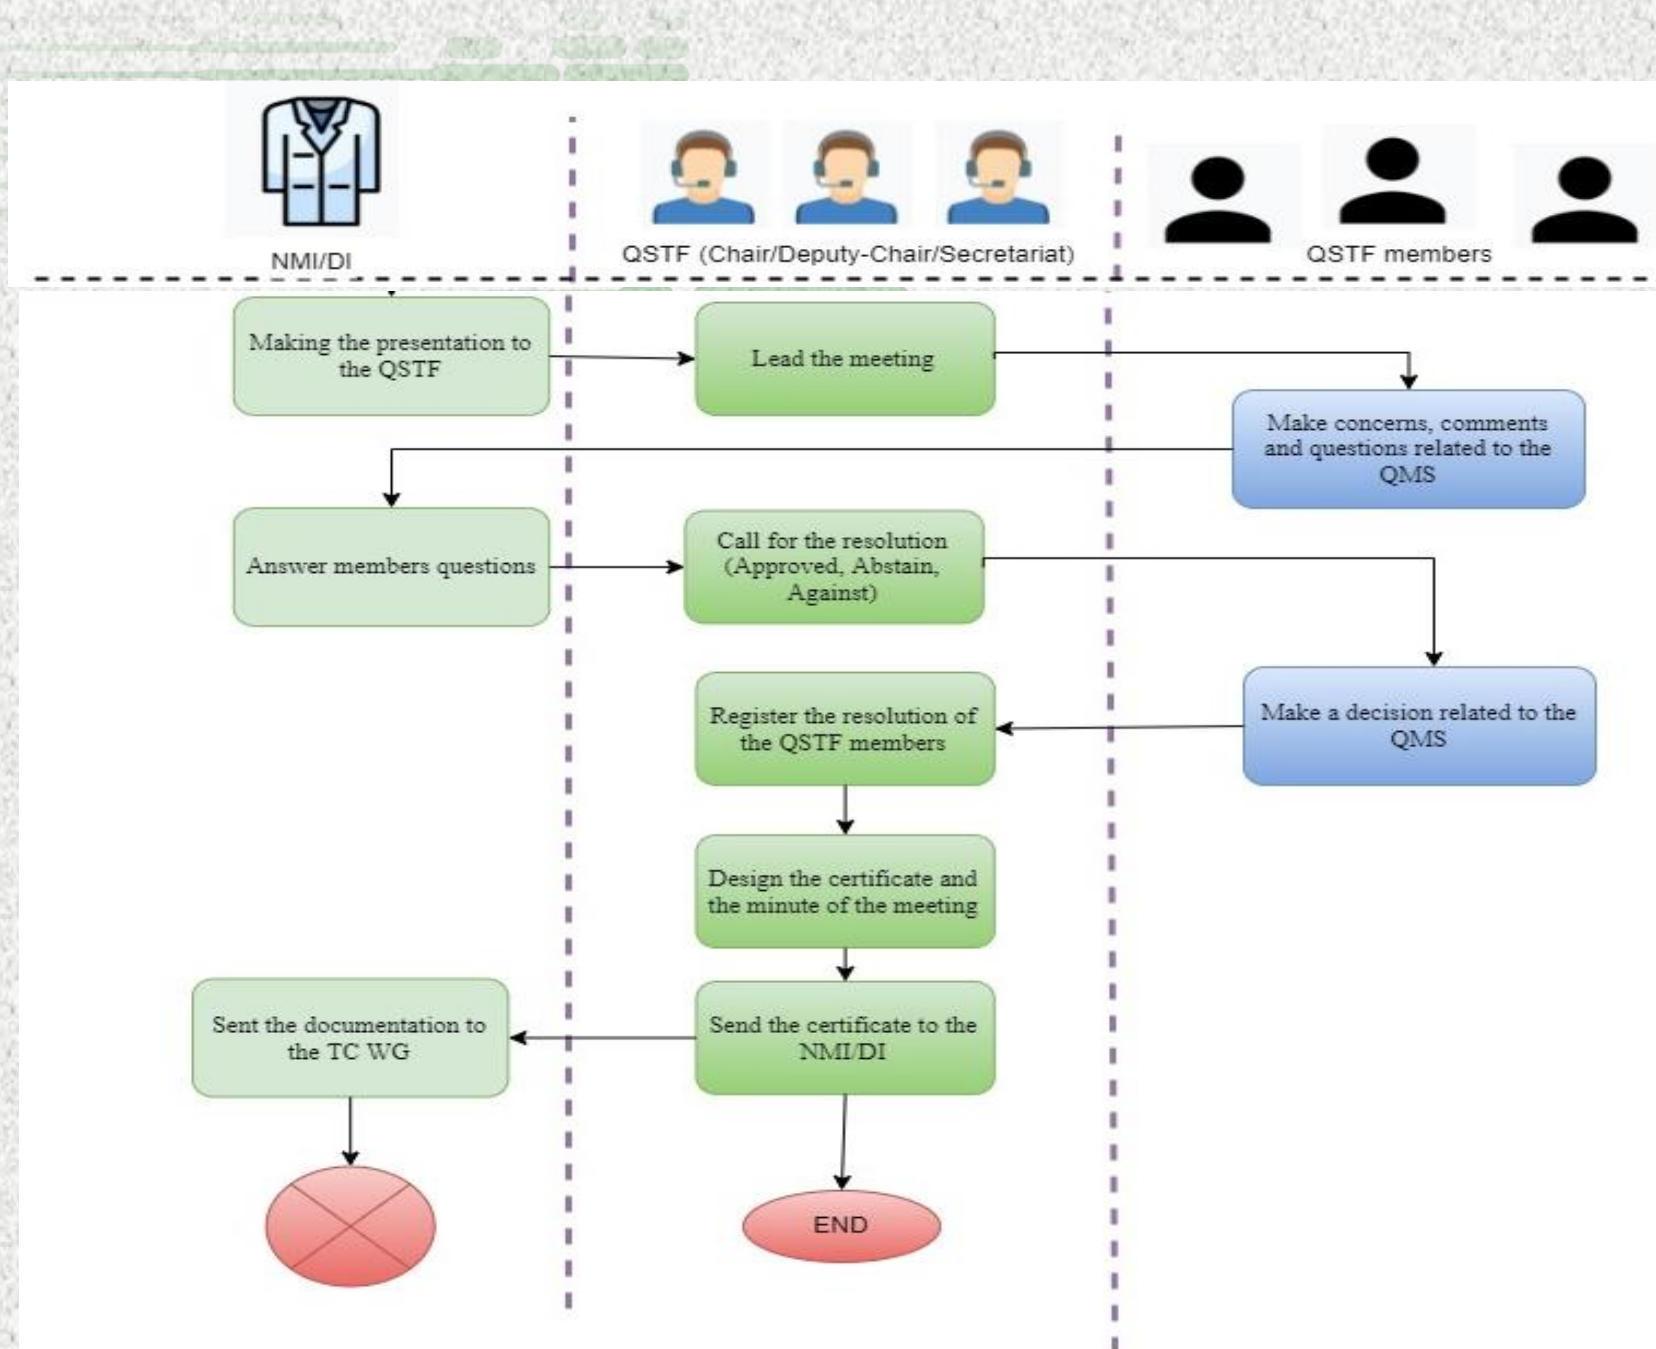 NMI/DI
QSTF (Chair/Deputy-Chair/Secretariat)
QSTF members
Making the presentation to
the QSTF
Lead the meeting
Make concerns, comments
and questions related to the
QMS
Answer members questions
Call for the resolution
(Approved, Abstain,
Against)
Register the resolution of
the QSTF members
Make a decision related to the
QMS
Design the certificate and
the minute of the meeting
Sent the documentation to
the TC WG
Send the certificate to the
NMI/DI
END